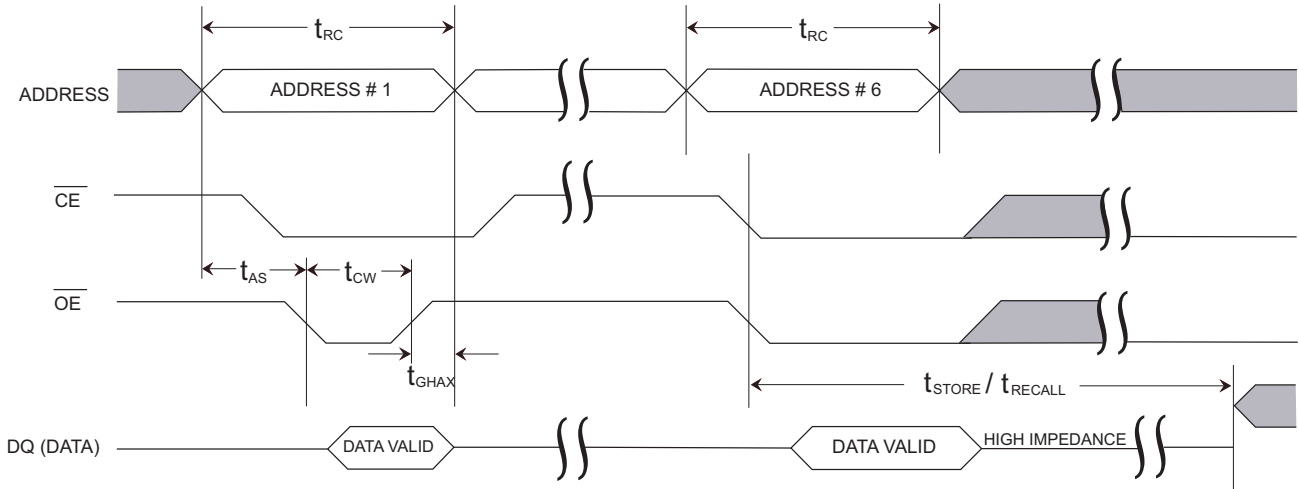 tRC
tRC
ADDRESS
ADDRESS # 1
ADDRESS # 6
CE
tAS
tCW
OE
tGHAX
tSTORE / tRECALL
DQ (DATA)
DATA VALID
DATA VALID
HIGH IMPEDANCE